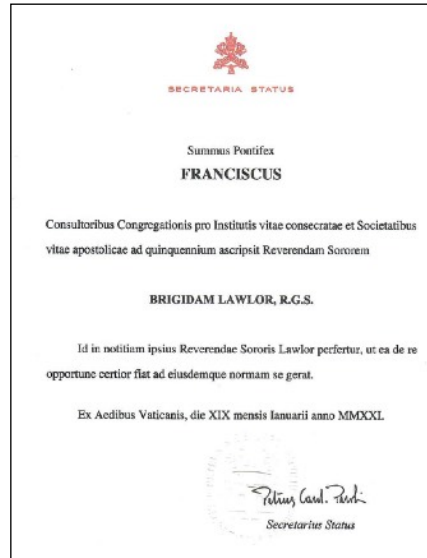 SECRETARIA STATUS
Summus Pontifex
FRANCISCUS
Consultoribus Congregationis pro Institutis vitae consecratae et Societatibus
vitae apostolicae ad quinquennium ascripsit Reverendam Sororem
BRIGIDAM LAWLOR, R.G.S.
Id in notitiam ipsius Reverendae Sororis Lawlor perfertur, ut ea de re
opportune certior fiat ad eiusdemque normam se gerat.
Ex Aedibus Vaticanis, die XIX mensis Ianuarii anno MMXXI.
Petrus Card.
Secretarius Status